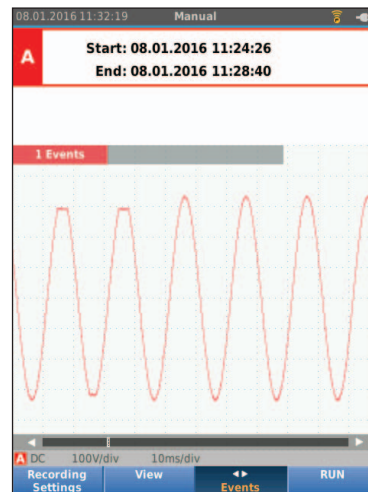 08.01.2016 11:32:19 Manual
A
Start: 08.01.2016 11:24:26
End: 08.01.2016 11:28:40
1 Events
A DC 100V/div 10ms/div
Recording Settings View Events RUN